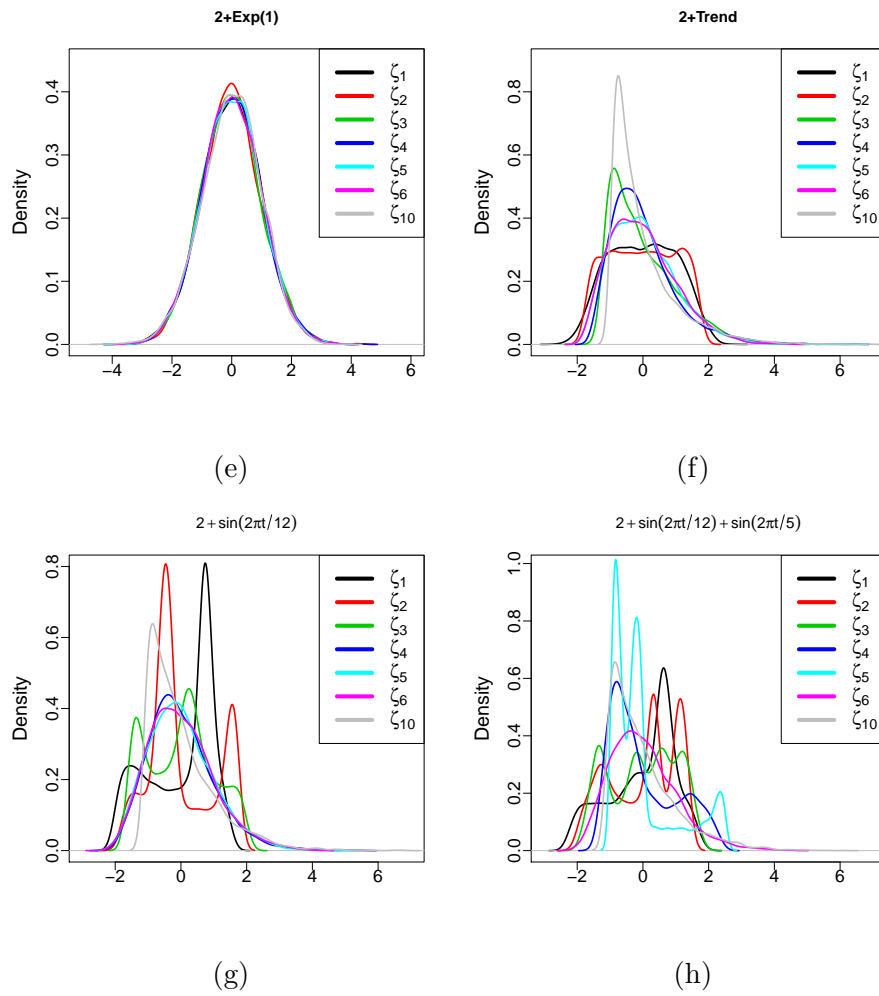 2+Exp(1)
Density
0.0 0.1 0.2 0.3 0.4
−4 −2 0 2 4 6
ζ1
ζ2
ζ3
ζ4
ζ5
ζ6
ζ10
(e)
2+Trend
Density
0.0 0.2 0.4 0.6 0.8
−2 0 2 4 6
ζ1
ζ2
ζ3
ζ4
ζ5
ζ6
ζ10
(f)
2+sin(2πt/12)
Density
0.0 0.2 0.4 0.6 0.8
−2 0 2 4 6
ζ1
ζ2
ζ3
ζ4
ζ5
ζ6
ζ10
(g)
2+sin(2πt/12)+sin(2πt/5)
Density
0.0 0.2 0.4 0.6 0.8 1.0
−2 0 2 4 6
ζ1
ζ2
ζ3
ζ4
ζ5
ζ6
ζ10
(h)